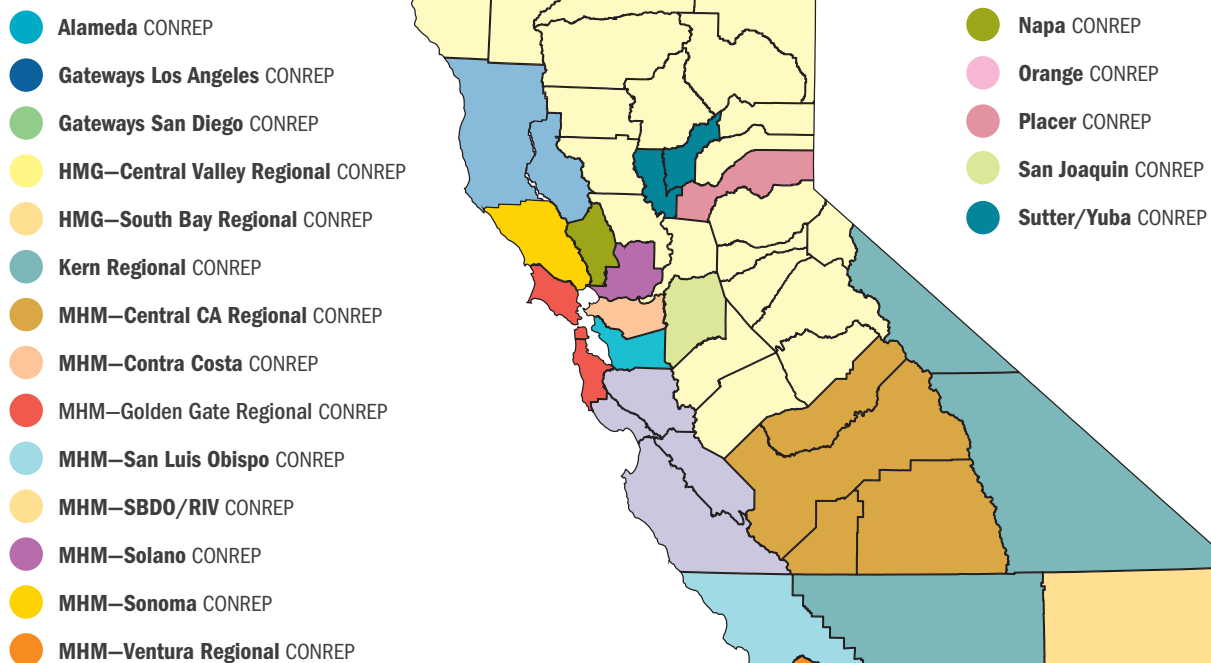 Alameda CONREP
Gateways Los Angeles CONREP
Gateways San Diego CONREP
HMG—Central Valley Regional CONREP
HMG—South Bay Regional CONREP
Kern Regional CONREP
MHM—Central CA Regional CONREP
MHM—Contra Costa CONREP
MHM—Golden Gate Regional CONREP
MHM—San Luis Obispo CONREP
MHM—SBDO/RIV CONREP
MHM—Solano CONREP
MHM—Sonoma CONREP
MHM—Ventura Regional CONREP
Napa CONREP
Orange CONREP
Placer CONREP
San Joaquin CONREP
Sutter/Yuba CONREP